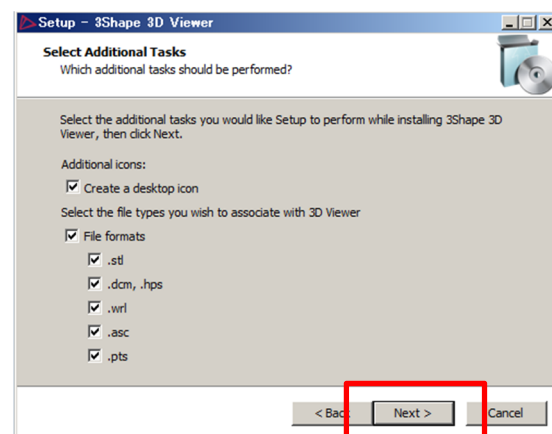 Setup - 3Shape 3D Viewer
Select Additional Tasks
Which additional tasks should be performed?
Select the additional tasks you would like Setup to perform while installing 3Shape 3D
Viewer, then click Next.
Additional icons:
Create a desktop icon
Select the file types you wish to associate with 3D Viewer
File formats
.stl
.dcm, .hps
.wrl
.asc
.pts
< Back Next > Cancel